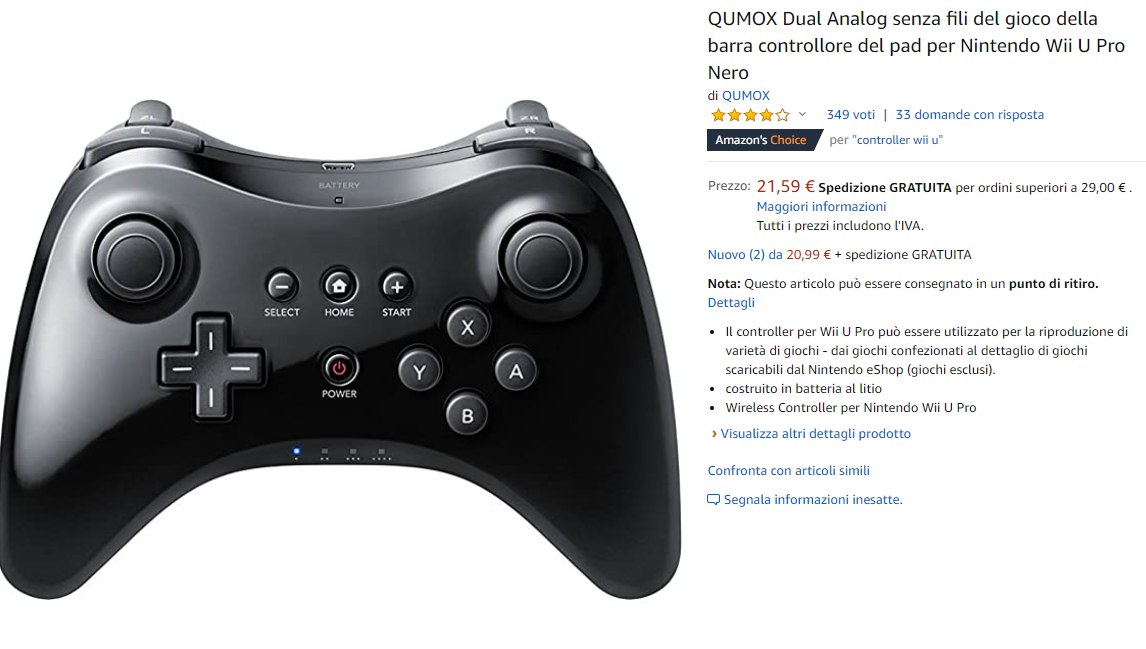 QUMOX Dual Analog senza fili del gioco della
barra controllore del pad per Nintendo Wii U Pro
Nero
di QUMOX
349 voti | 33 domande con risposta
Amazon's Choice per "controller wii u"
Prezzo: 21,59 € Spedizione GRATUITA per ordini superiori a 29,00 € .
Maggiori informazioni
Tutti i prezzi includono l'IVA.
Nuovo (2) da 20,99 € + spedizione GRATUITA
Nota: Questo articolo può essere consegnato in un punto di ritiro.
Dettagli
• Il controller per Wii U Pro può essere utilizzato per la riproduzione di
varietà di giochi - dai giochi confezionati al dettaglio di giochi
scaricabili dal Nintendo eShop (giochi esclusi).
• costruito in batteria al litio
• Wireless Controller per Nintendo Wii U Pro
› Visualizza altri dettagli prodotto
Confronta con articoli simili
Segnala informazioni inesatte.
ZL
ZR
L
R
BATTERY
SELECT
HOME
START
X
Y
A
POWER
B